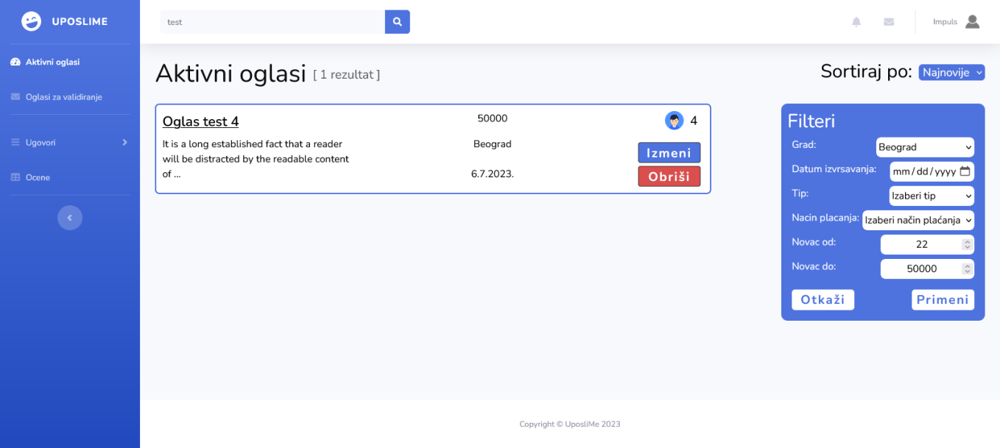 UPOSLIME
Aktivni oglasi
Oglasi za validiranje
Ugovori
Ocene
test
Impuls
Aktivni oglasi [ 1 rezultat ]
Sortiraj po: Najnovije
Oglas test 4
It is a long established fact that a reader
will be distracted by the readable content
of ...
50000
Beograd
6.7.2023.
4
Izmeni
Obriši
Filteri
Grad: Beograd
Datum izvrsavanja: mm/dd/yyyy
Tip: Izaberi tip
Nacin placanja: Izaberi način plaćanja
Novac od: 22
Novac do: 50000
Otkaži Primeni
Copyright © UposliMe 2023